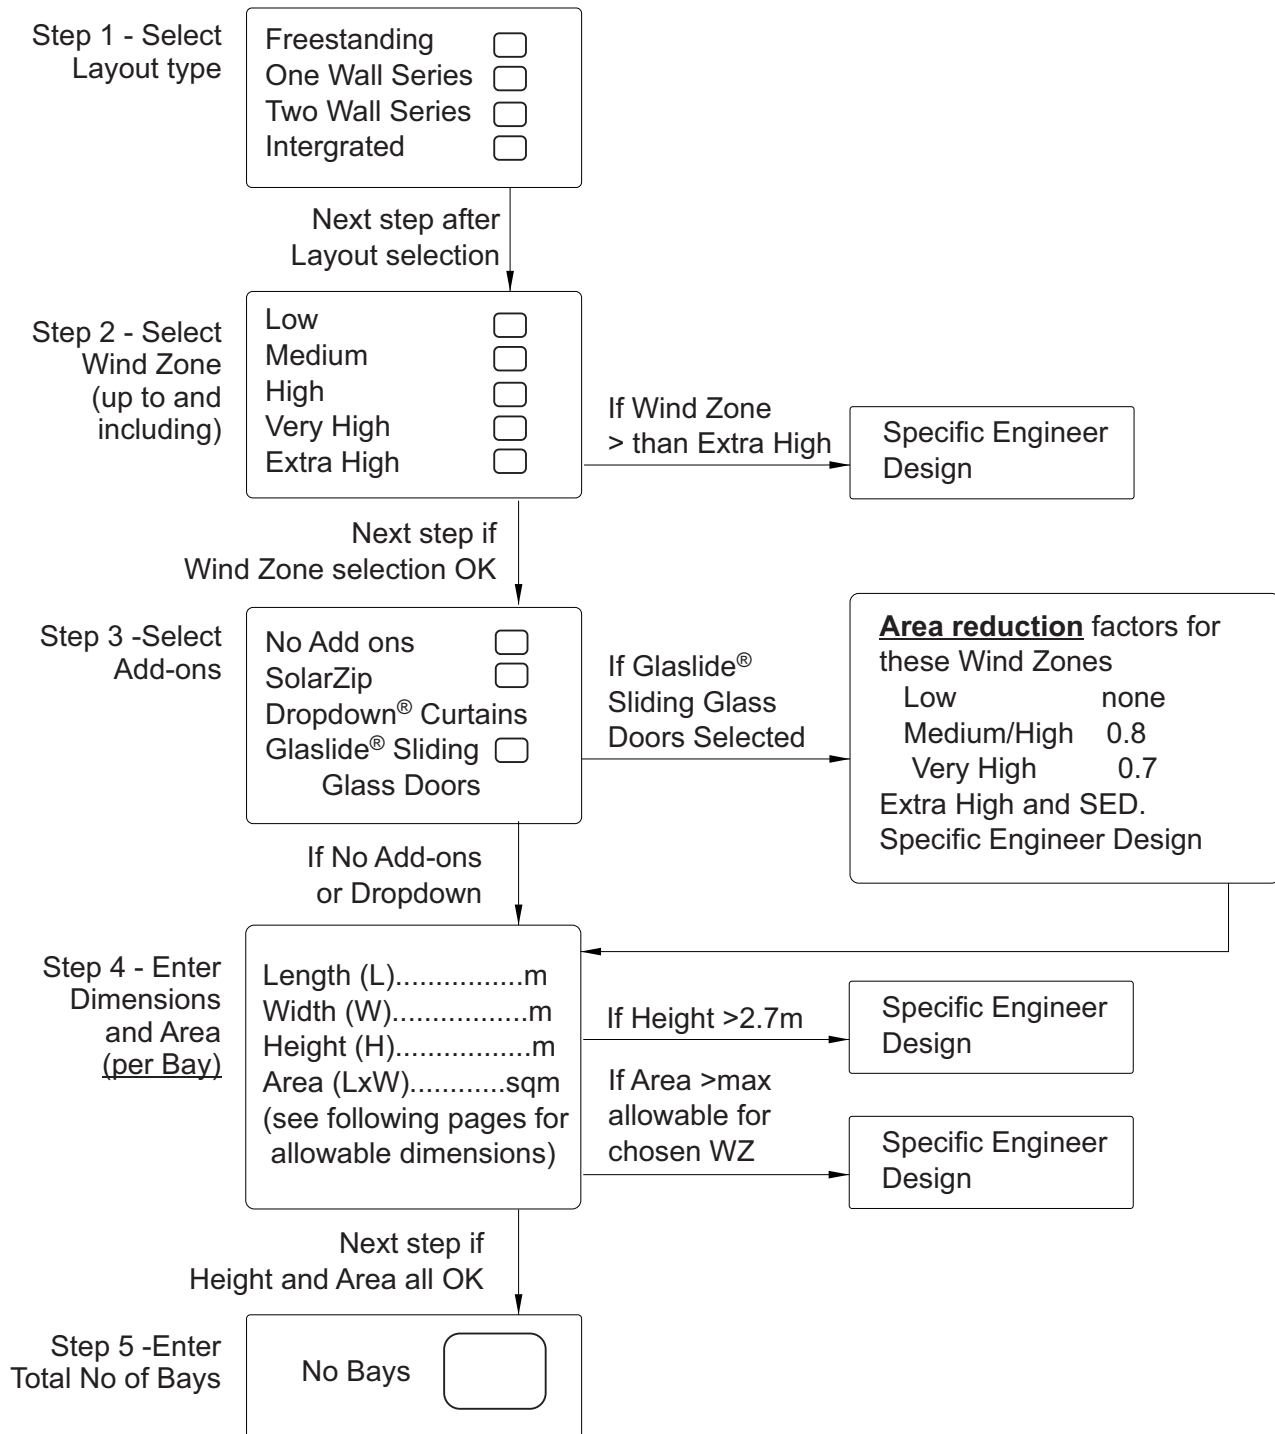 Step 1 - Select
Layout type
Freestanding
One Wall Series
Two Wall Series
Intergrated
Next step after
Layout selection
Step 2 - Select
Wind Zone
(up to and
including)
Low
Medium
High
Very High
Extra High
If Wind Zone
> than Extra High
Specific Engineer
Design
Next step if
Wind Zone selection OK
Step 3 -Select
Add-ons
No Add ons
SolarZip
Dropdown® Curtains
Glaslide® Sliding
Glass Doors
If Glaslide®
Sliding Glass
Doors Selected
Area reduction factors for
these Wind Zones
Low none
Medium/High 0.8
Very High 0.7
Extra High and SED.
Specific Engineer Design
If No Add-ons
or Dropdown
Step 4 - Enter
Dimensions
and Area
(per Bay)
Length (L)................m
Width (W)..................m
Height (H)..................m
Area (LxW)............sqm
(see following pages for
allowable dimensions)
If Height >2.7m
Specific Engineer
Design
If Area >max
allowable for
chosen WZ
Specific Engineer
Design
Next step if
Height and Area all OK
Step 5 -Enter
Total No of Bays
No Bays